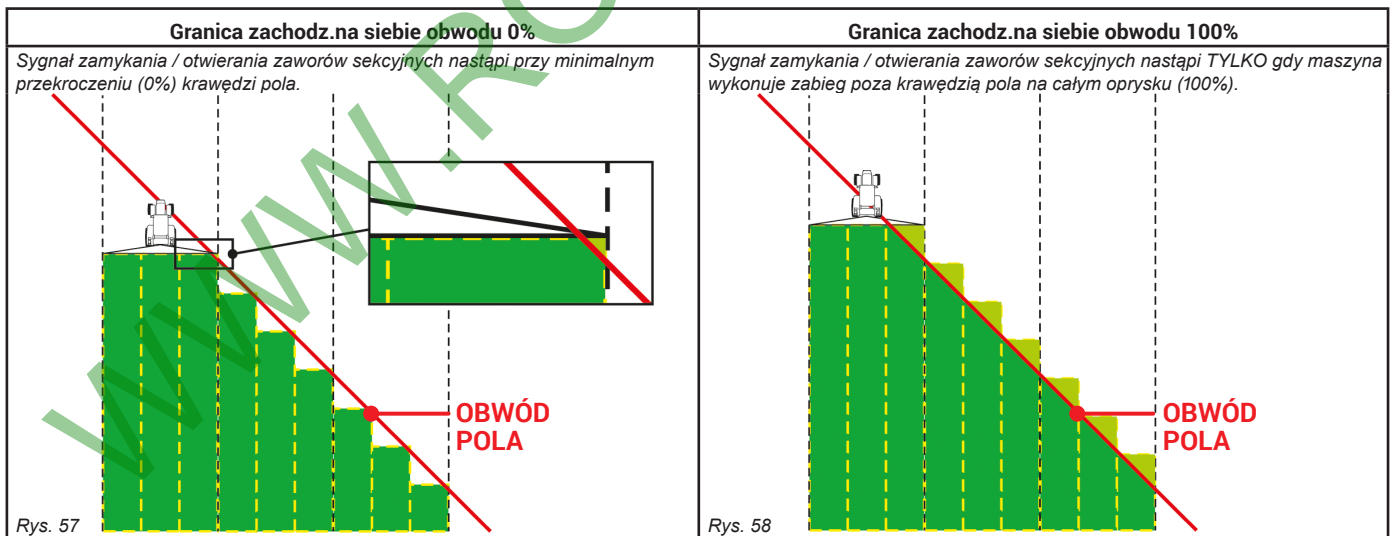 Granica zachodz.na siebie obwodu 0%
Sygnał zamykania / otwierania zaworów sekcyjnych nastąpi przy minimalnym
przekroczeniu (0%) krawędzi pola.
OBWÓD
POLA
Rys. 57
Granica zachodz.na siebie obwodu 100%
Sygnał zamykania / otwierania zaworów sekcyjnych nastąpi TYLKO gdy maszyna
wykonuje zabieg poza krawędzią pola na całym oprysku (100%).
OBWÓD
POLA
Rys. 58
WWW.RO